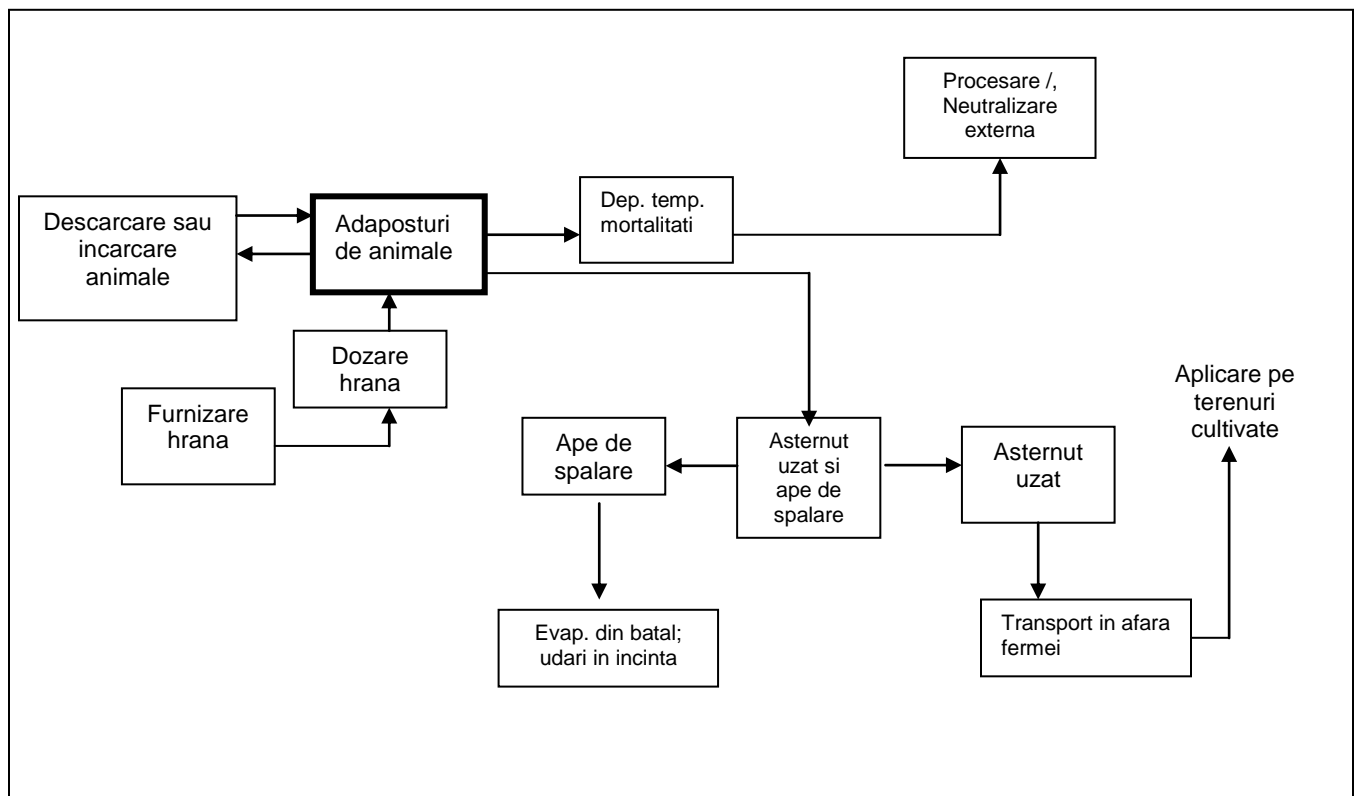 Procesare /,
Neutralizare
externa
Descarcare sau
incarcare
animale
Adaposturi
de animale
Dep. temp.
mortalitati
Dozare
hrana
Furnizare
hrana
Aplicare pe
terenuri
cultivate
Ape de
spalare
Asternut
uzat si
ape de
spalare
Asternut
uzat
Evap. din batal;
udari in incinta
Transport in afara
fermei